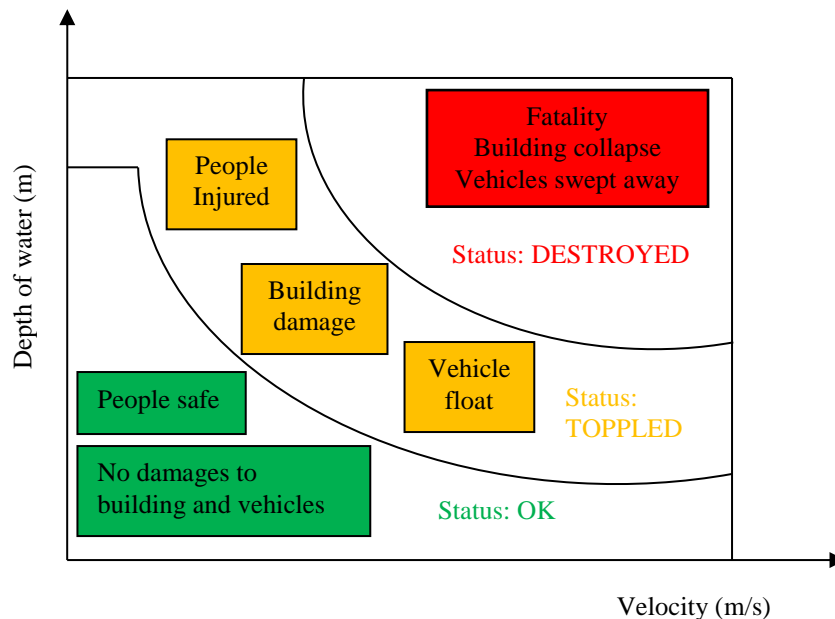 Fatality
Building collapse
Vehicles swept away
People
Injured
Status: DESTROYED
Building
damage
Depth of water (m)
Vehicle
float
People safe
Status:
TOPPLED
No damages to
building and vehicles
Status: OK
Velocity (m/s)